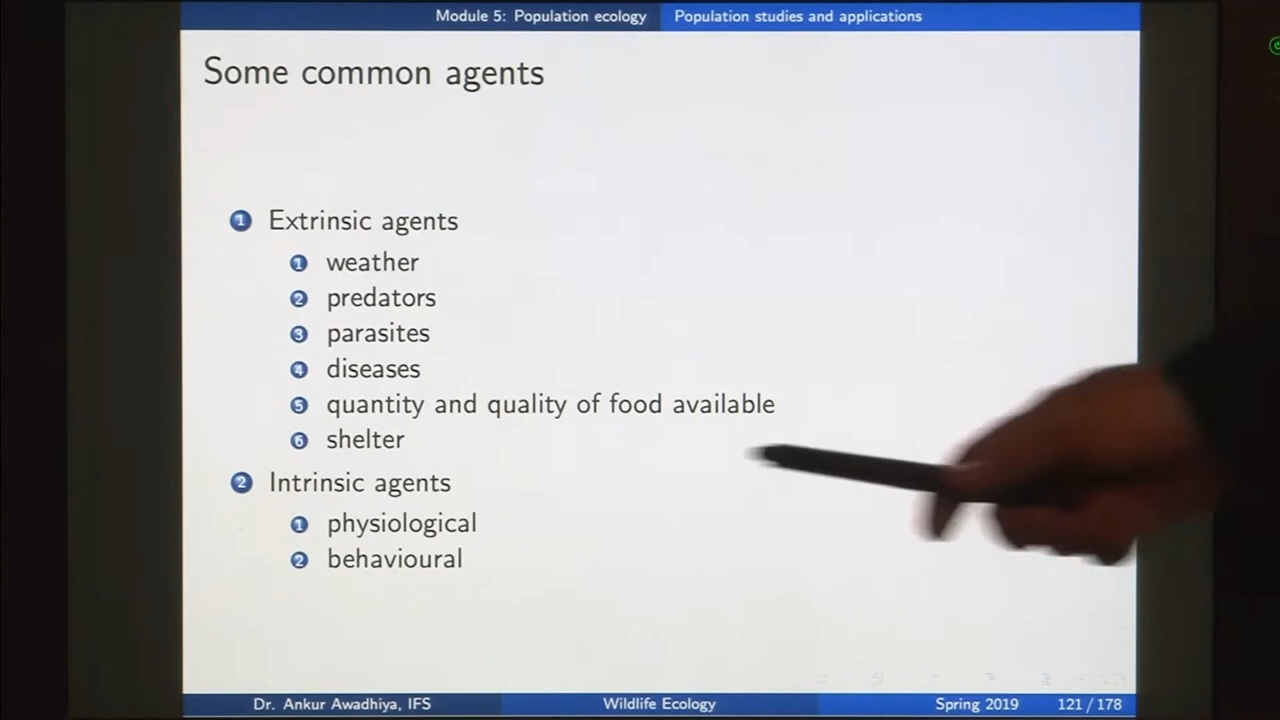 Module 5: Population ecology Population studies and applications
Some common agents
1 Extrinsic agents
1 weather
2 predators
3 parasites
4 diseases
5 quantity and quality of food available
6 shelter
2 Intrinsic agents
1 physiological
2 behavioural
Dr. Ankur Awadhiya, IFS Wildlife Ecology Spring 2019 121 / 178